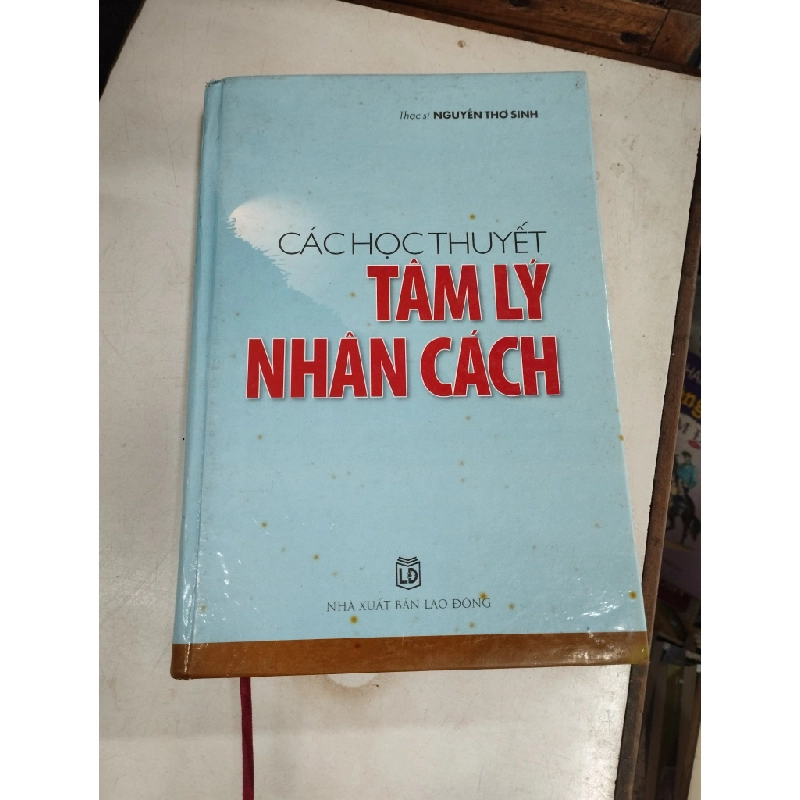 Thạc sĩ NGUYỄN THƠ SINH
CÁC HỌC THUYẾT
TÂM LÝ
NHÂN CÁCH
LĐ
NHÀ XUẤT BẢN LAO ĐỘNG